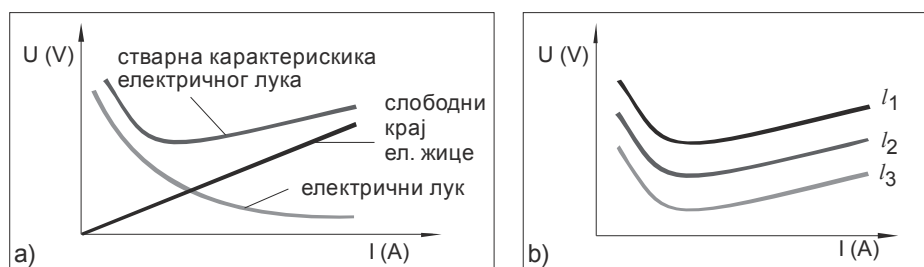 U (V)
стварна карактерискика
електричног лука
слободни
крај
ел. жице
електрични лук
a)
I (A)
U (V)
l1
l2
l3
b)
I (A)